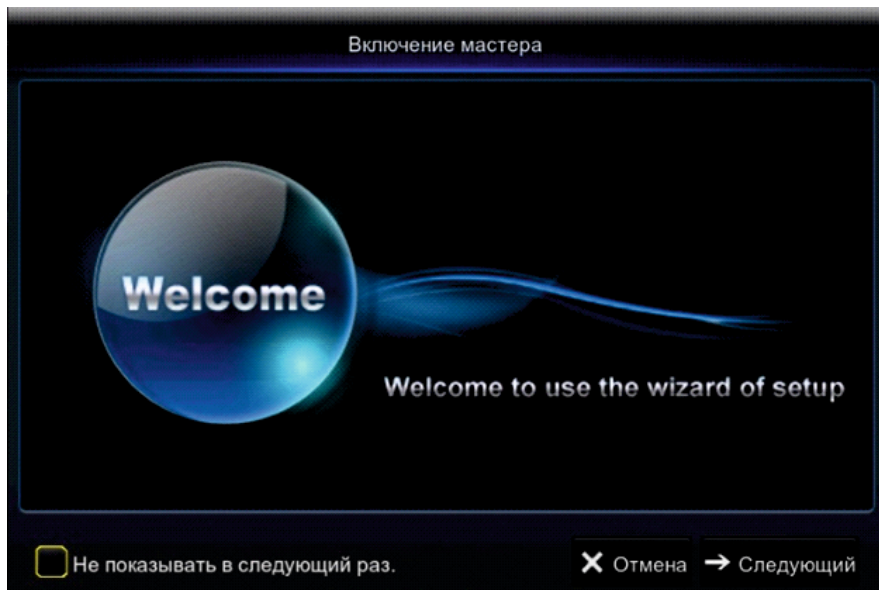 Включение мастера
Welcome
Welcome to use the wizard of setup
Не показывать в следующий раз.
Отмена
Следующий